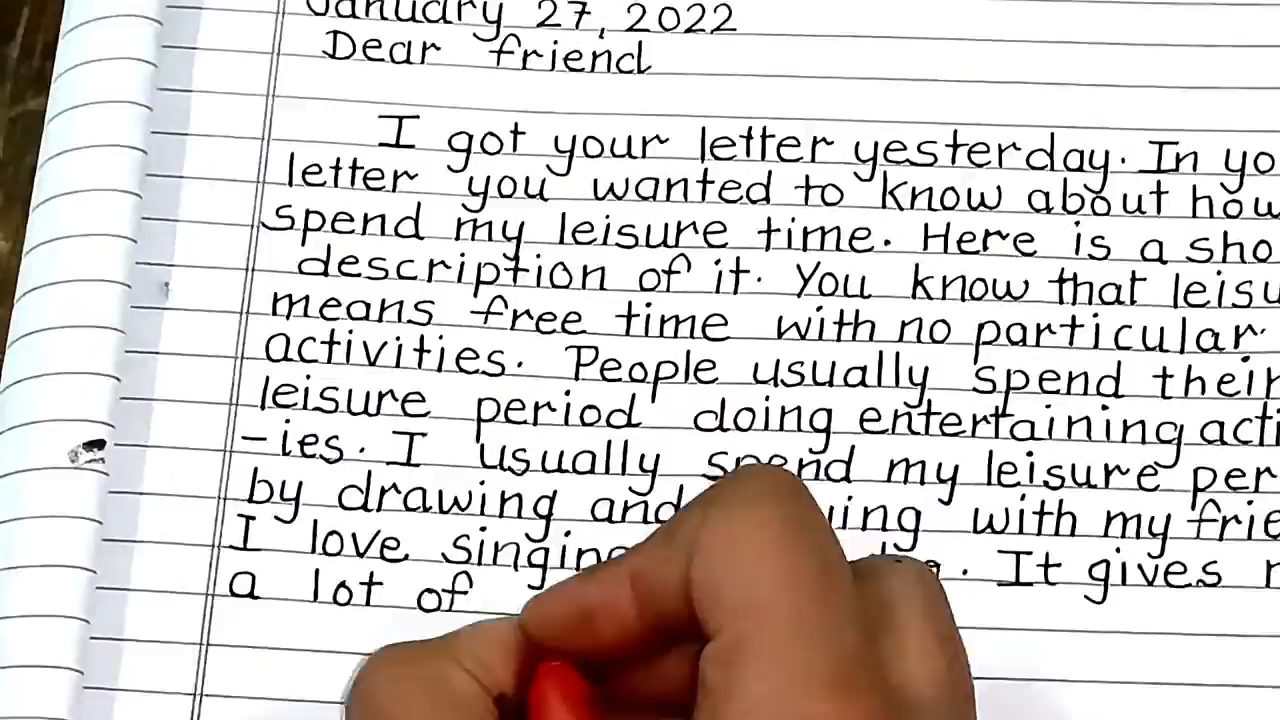 January 27, 2022
Dear friend
I got your letter yesterday. In yo
letter you wanted to know about how
spend my leisure time. Here is a sho
description of it. You know that leisu
means free time with no particular
activities. People usually spend their
leisure period doing entertaining acti
-ies. I usually spend my leisure per
by drawing and with my frie
I love singing . It gives
a lot of